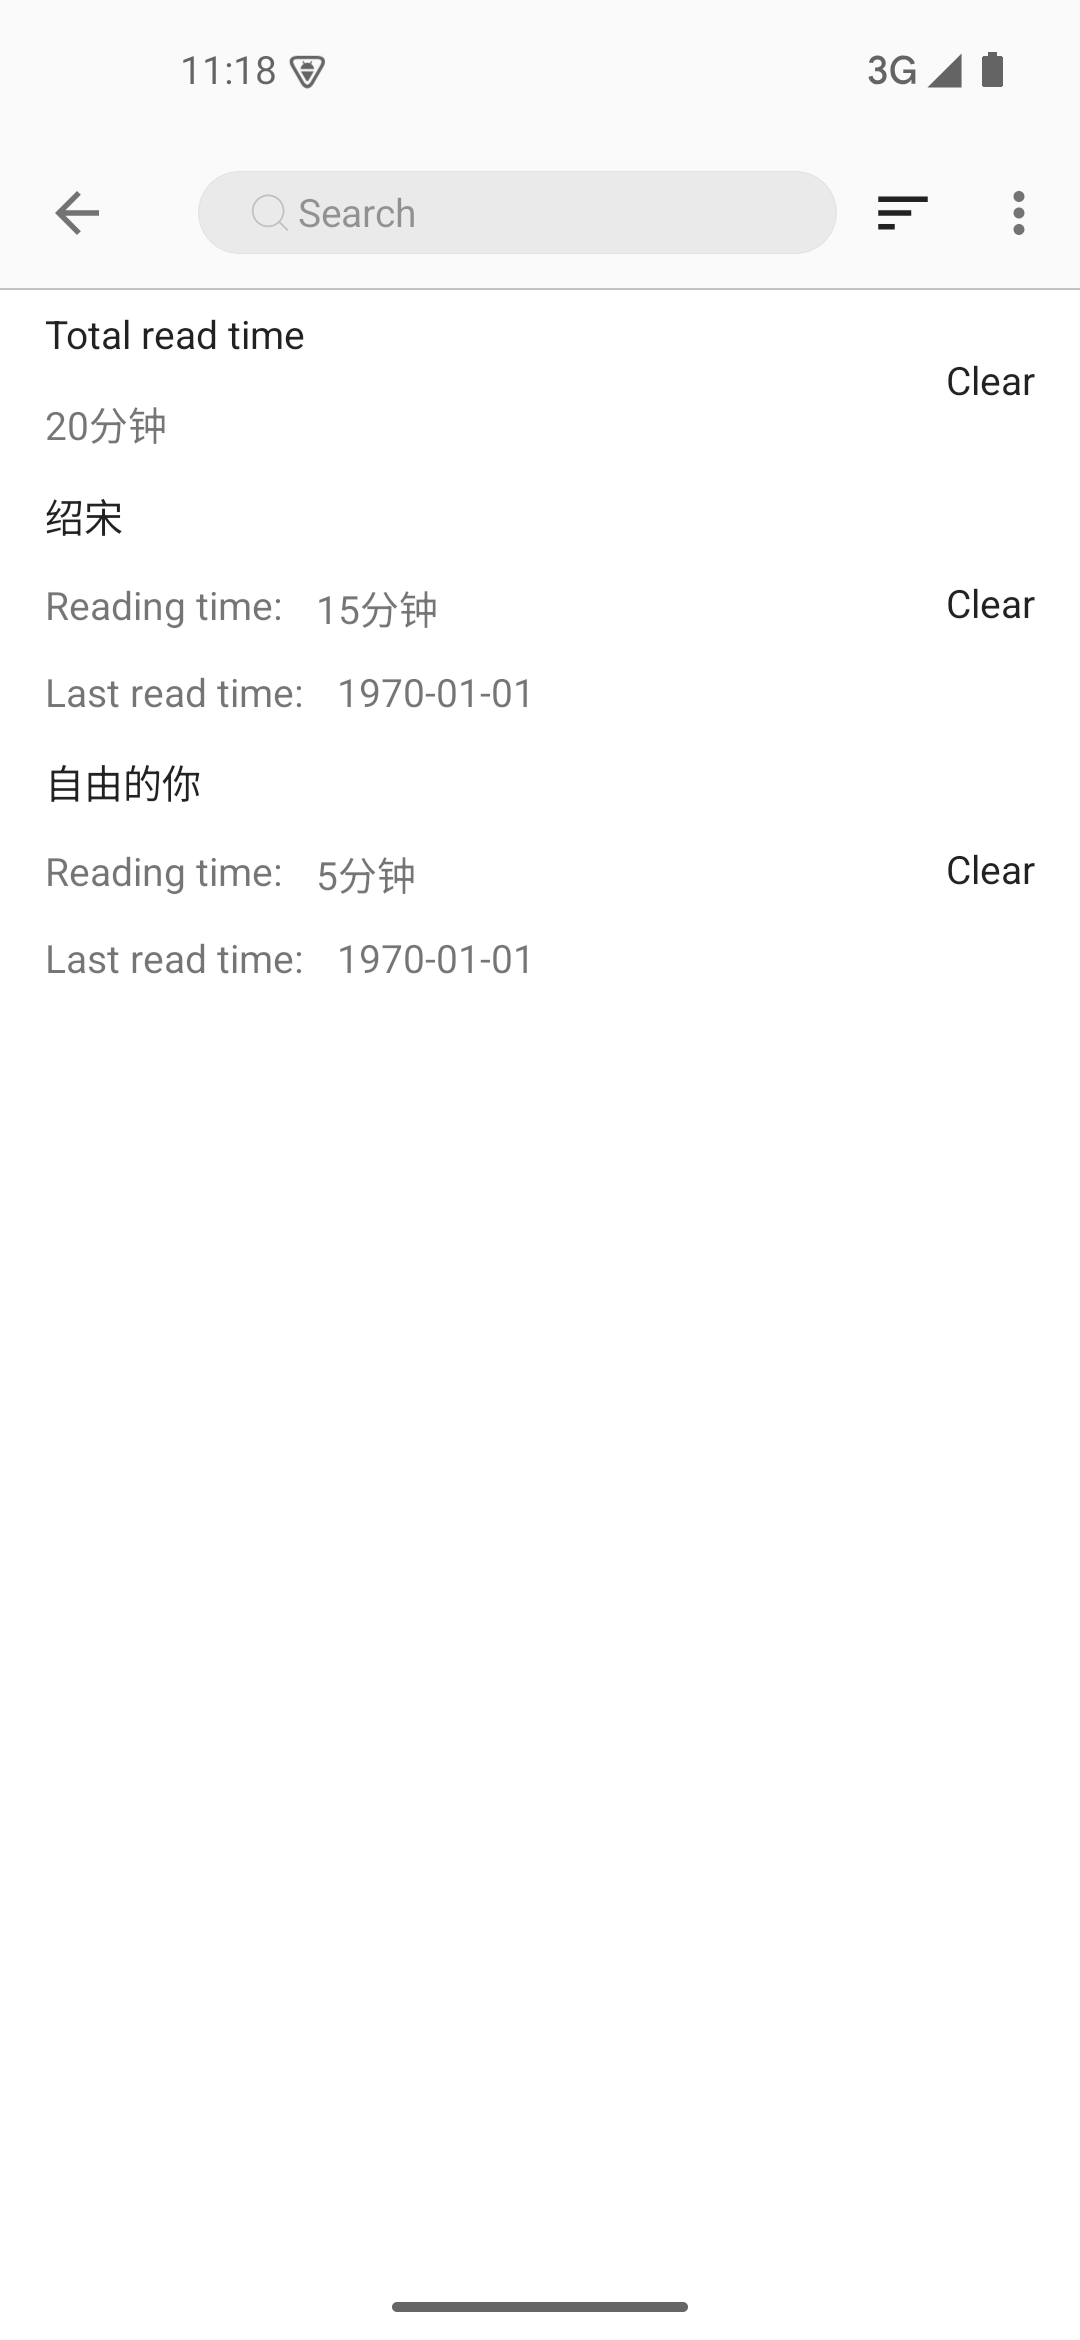 11:18 3G
Search
Total read time
Clear
20分钟
绍宋
Reading time: 15分钟
Clear
Last read time: 1970-01-01
自由的你
Reading time: 5分钟
Clear
Last read time: 1970-01-01